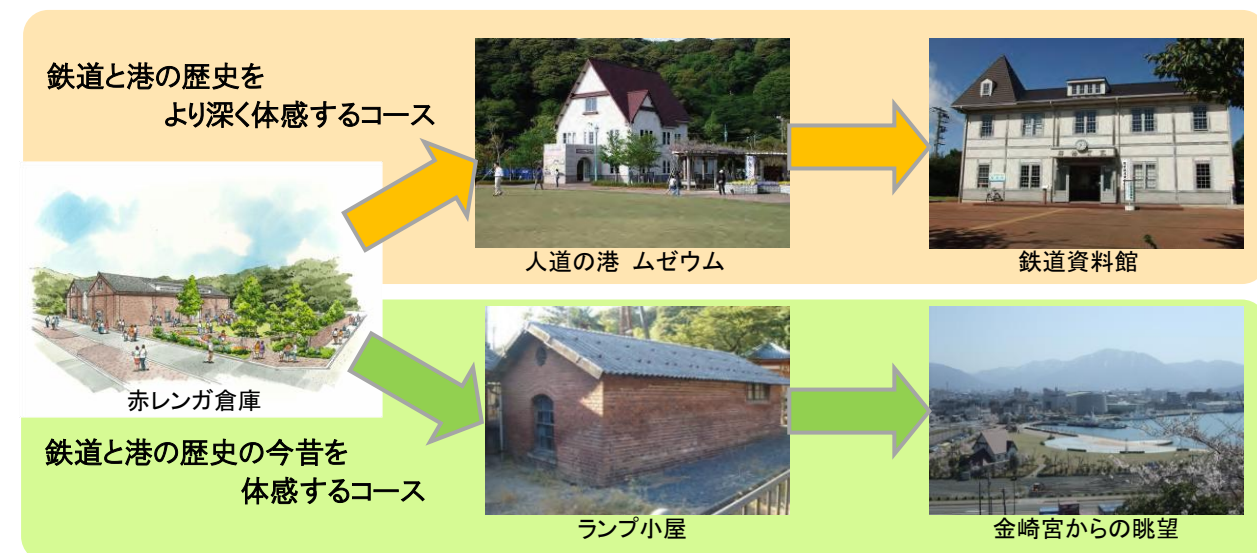 鉄道と港の歴史を
より深く体感するコース
人道の港 ムゼウム
鉄道資料館
赤レンガ倉庫
鉄道と港の歴史の今昔を
体感するコース
ランプ小屋
金崎宮からの眺望